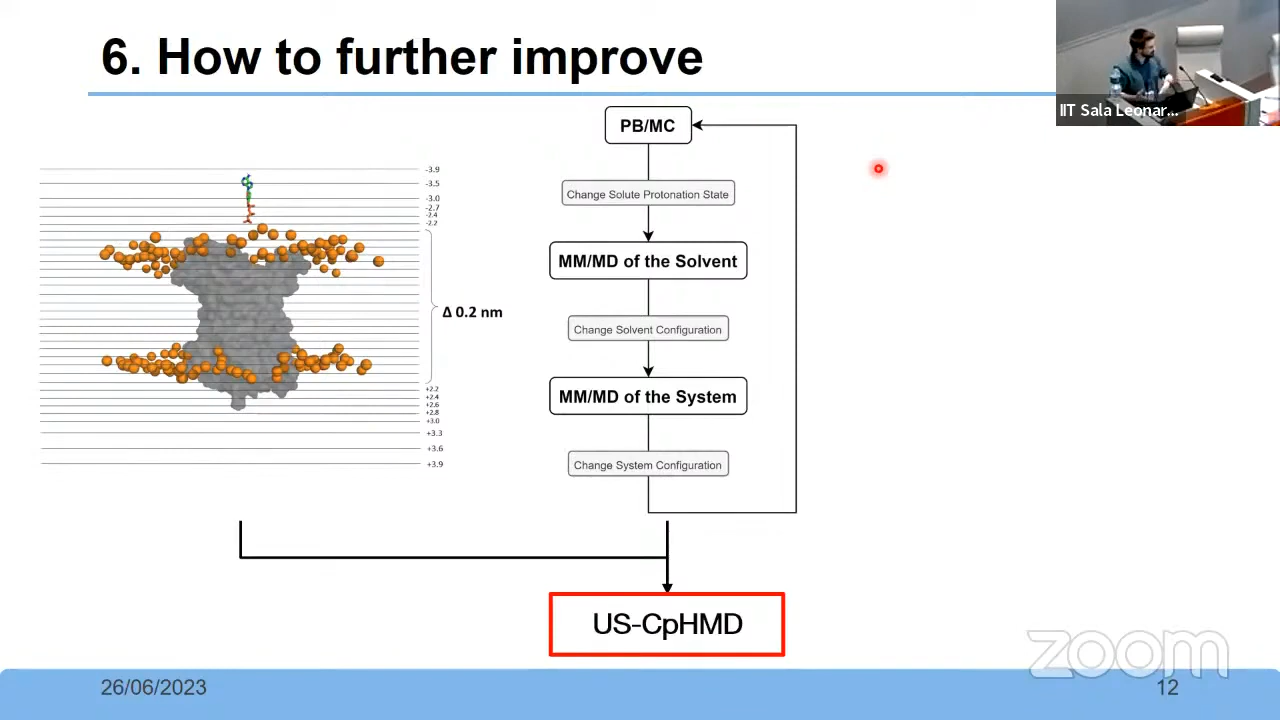 6. How to further improve
IIT Sala Leonar...
PB/MC
Change Solute Protonation State
MM/MD of the Solvent
Change Solvent Configuration
MM/MD of the System
Change System Configuration
-3.9
-3.5
-3.0
-2.7
-2.4
-2.2
Δ 0.2 nm
+2.2
+2.4
+2.6
+2.8
+3.0
+3.3
+3.6
+3.9
US-CpHMD
zoom
26/06/2023
12